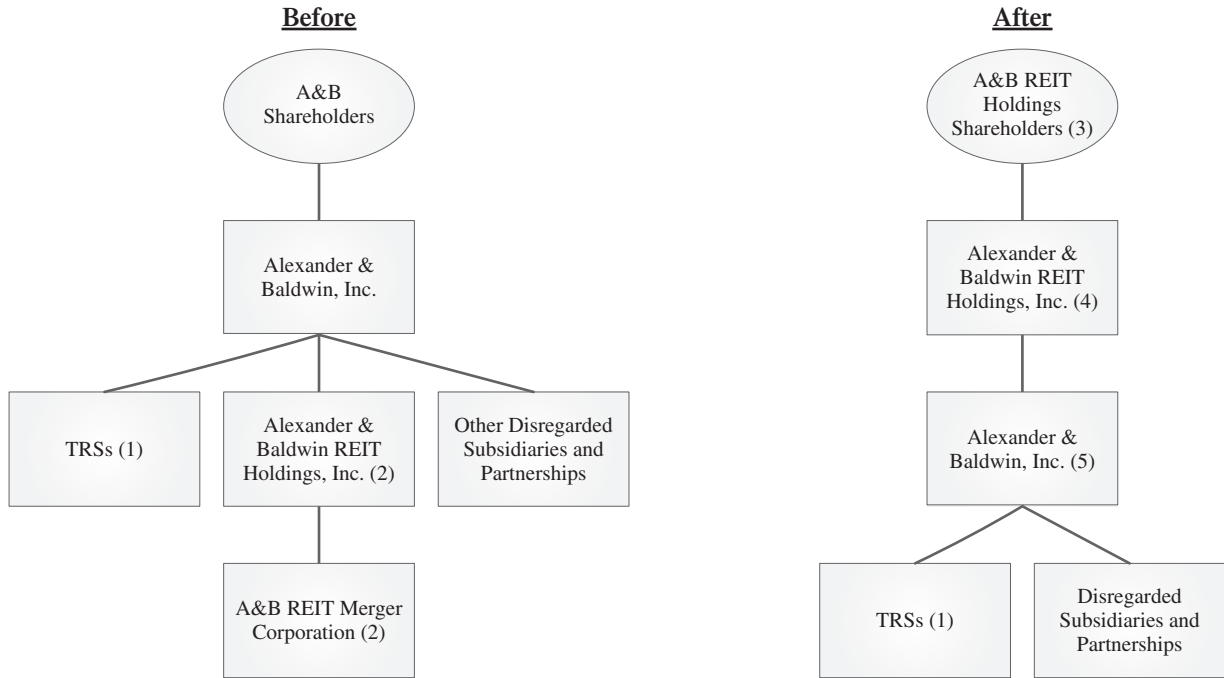 Before
A&B
Shareholders
Alexander &
Baldwin, Inc.
TRSs (1)
Alexander &
Baldwin REIT
Holdings, Inc. (2)
Other Disregarded
Subsidiaries and
Partnerships
A&B REIT Merger
Corporation (2)
After
A&B REIT
Holdings
Shareholders (3)
Alexander &
Baldwin REIT
Holdings, Inc. (4)
Alexander &
Baldwin, Inc. (5)
TRSs (1)
Disregarded
Subsidiaries and
Partnerships